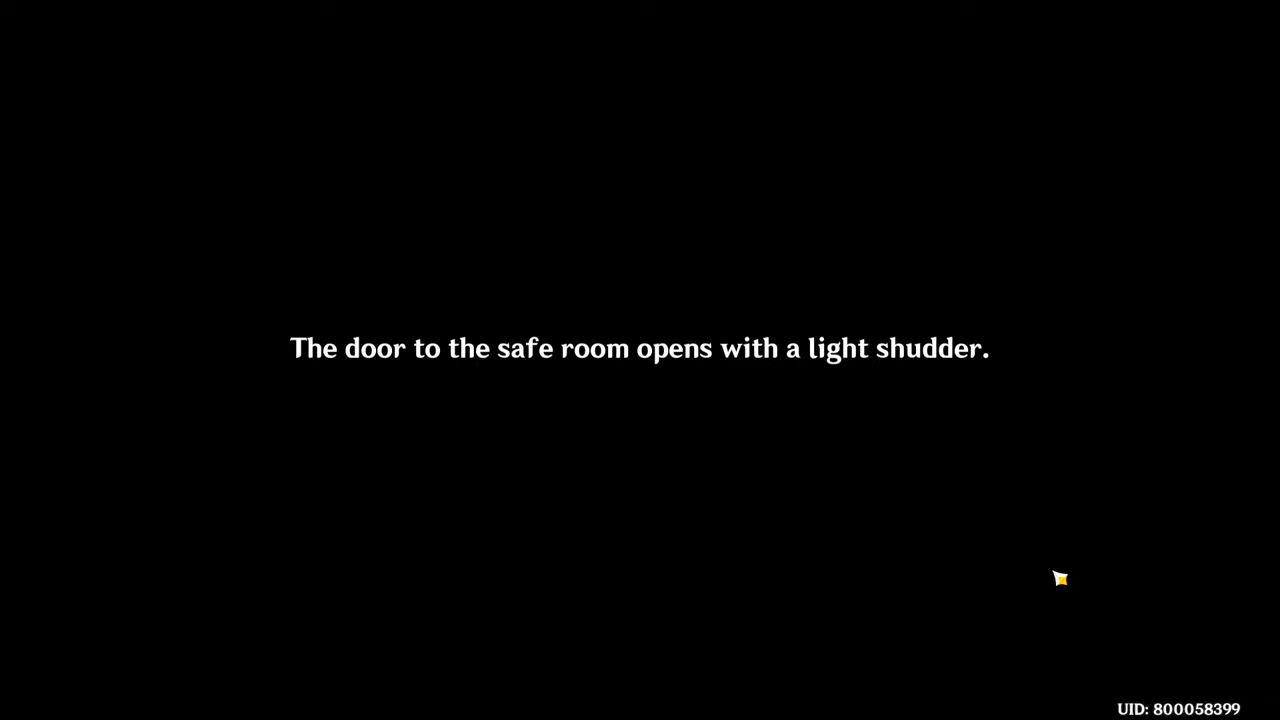 The door to the safe room opens with a light shudder.
UID: 800058399